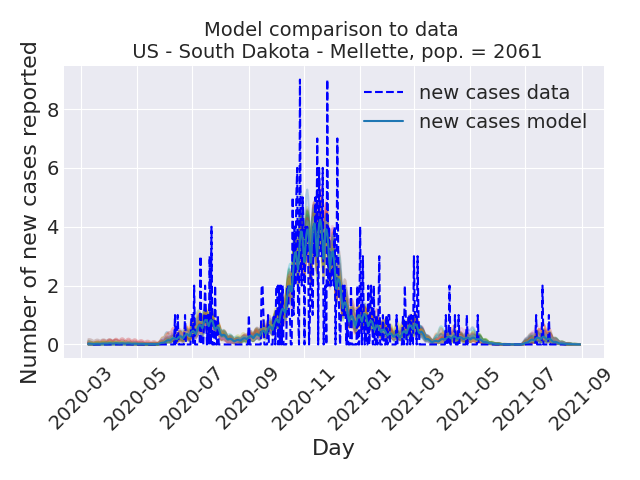 Model comparison to data
US - South Dakota - Mellette, pop. = 2061
Number of new cases reported
8
6
4
2
0
new cases data
new cases model
2020-03
2020-05
2020-07
2020-09
2020-11
2021-01
2021-03
2021-05
2021-07
2021-09
Day